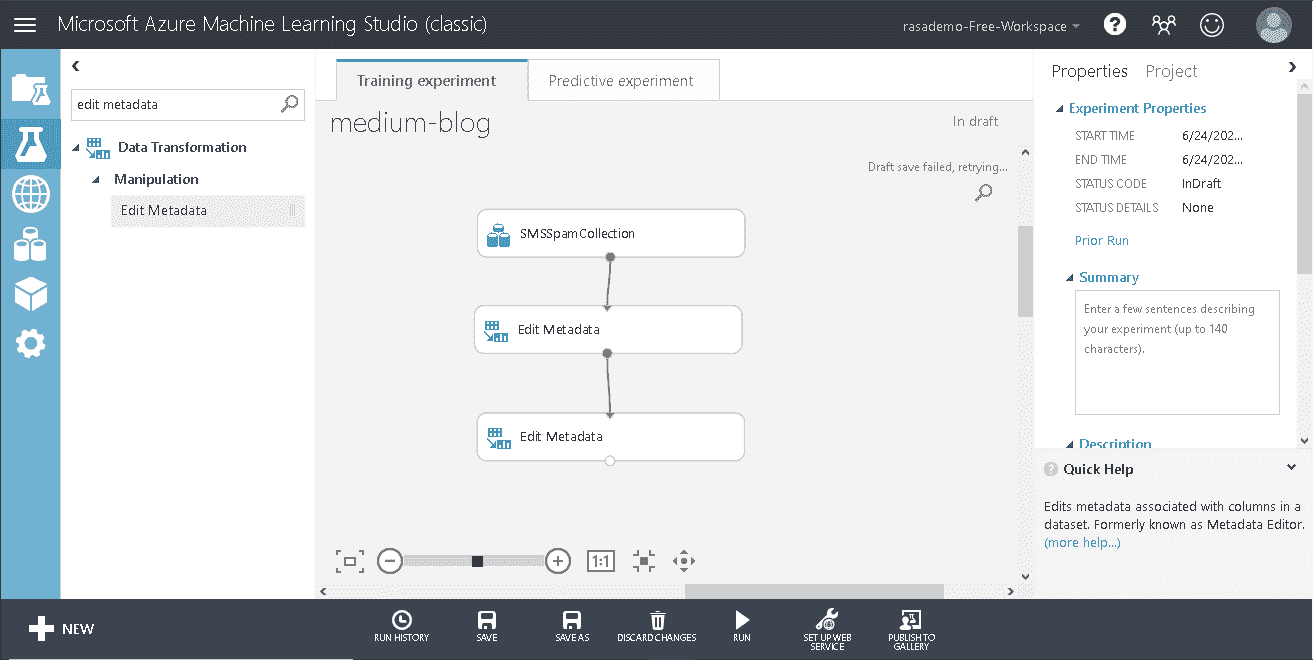 Microsoft Azure Machine Learning Studio (classic)
rasademo-Free-Workspace
?
edit metadata
Data Transformation
Manipulation
Edit Metadata
Training experiment
Predictive experiment
medium-blog
In draft
Draft save failed, retrying...
SMSSpamCollection
Edit Metadata
Edit Metadata
1:1
Properties
Project
Experiment Properties
START TIME 6/24/202...
END TIME 6/24/202...
STATUS CODE InDraft
STATUS DETAILS None
Prior Run
Summary
Enter a few sentences describing
your experiment (up to 140
characters).
Description
? Quick Help
Edits metadata associated with columns in a
dataset. Formerly known as Metadata Editor.
(more help...)
NEW
RUN HISTORY
SAVE
SAVE AS
DISCARD CHANGES
RUN
SET UP WEB
SERVICE
PUBLISH TO
GALLERY